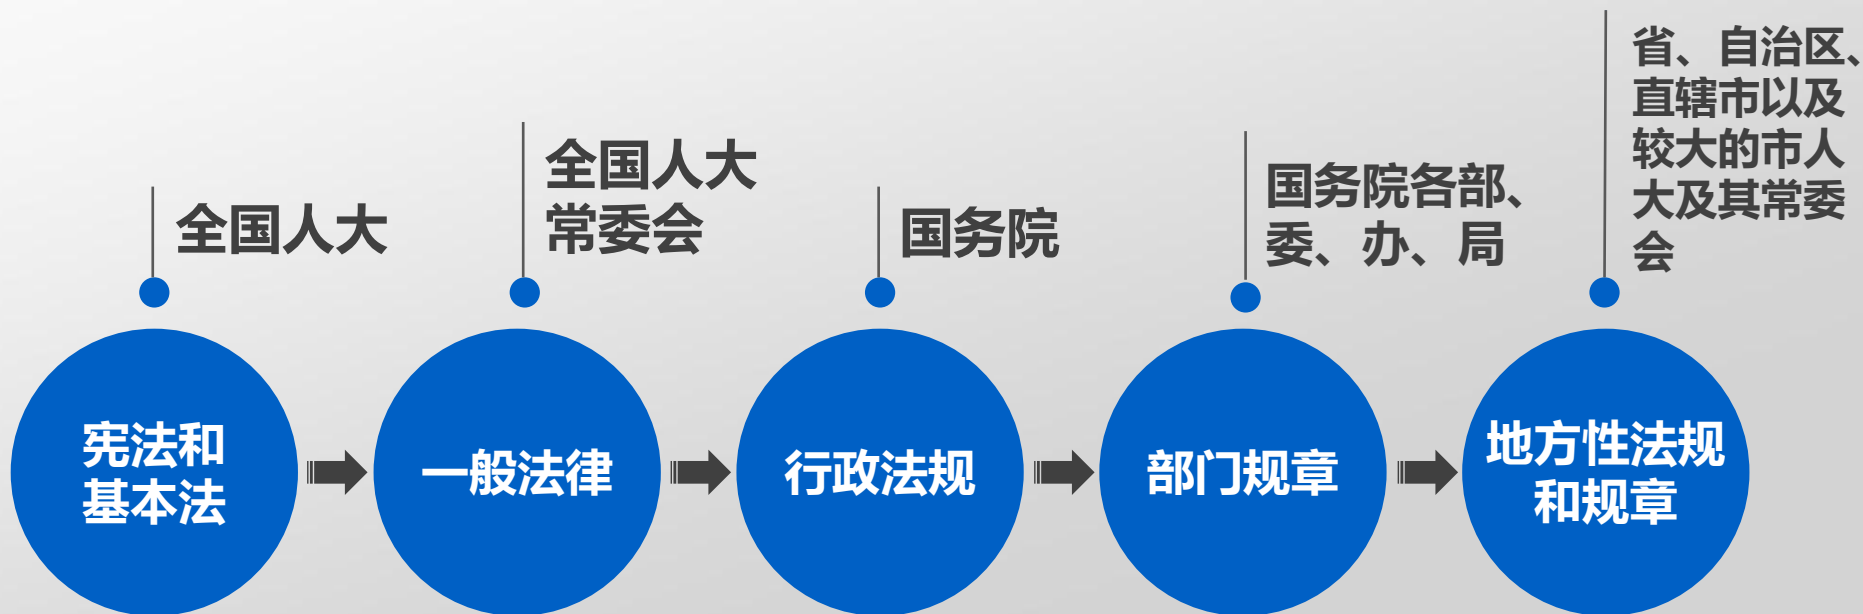 全国人大
全国人大
常委会
国务院
国务院各部、
委、办、局
省、自治区、
直辖市以及
较大的市人
大及其常委
会
宪法和
基本法
一般法律
行政法规
部门规章
地方性法规
和规章